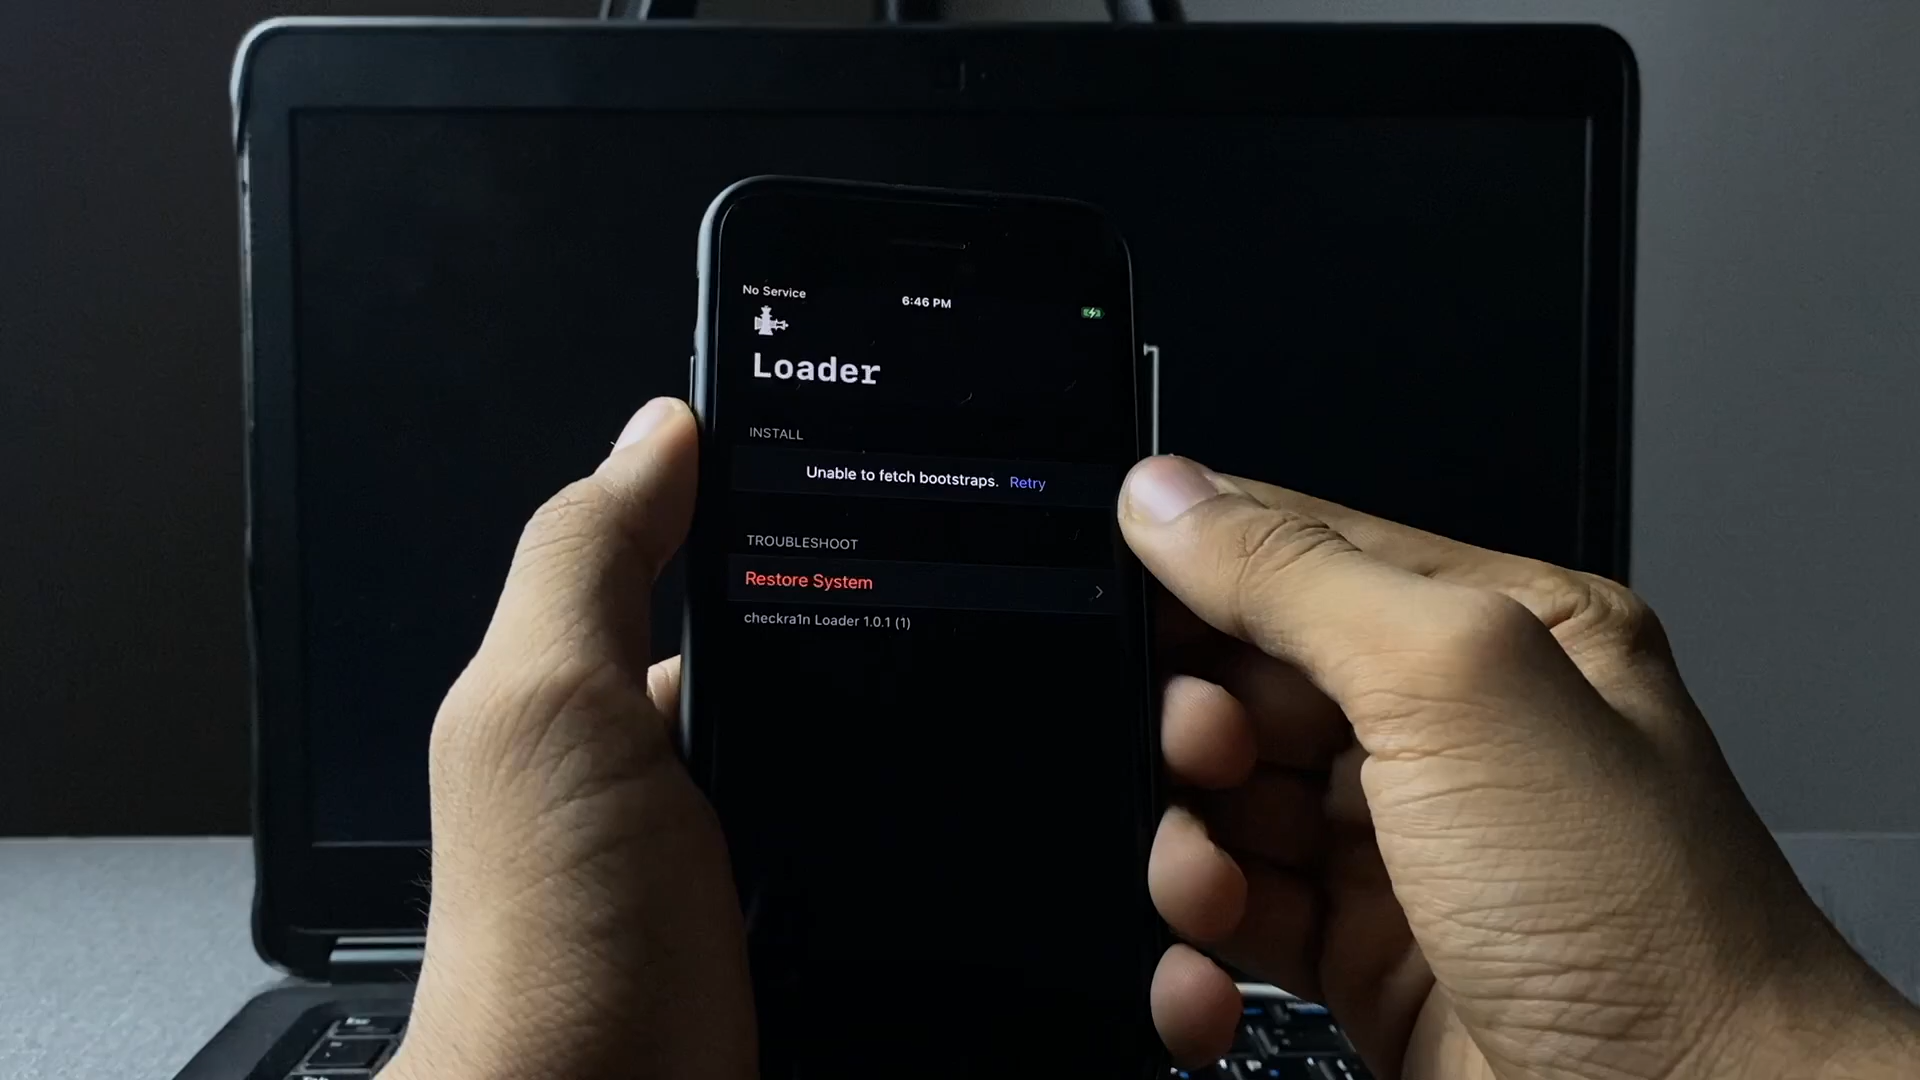 No Service
6:46 PM
Loader
INSTALL
Unable to fetch bootstraps. Retry
TROUBLESHOOT
Restore System
checkra1n Loader 1.0.1 (1)